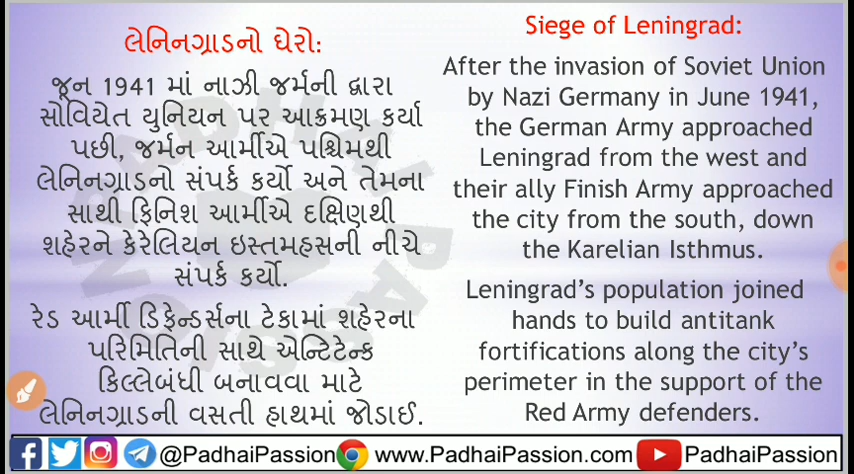 લેનિનગ્રાડનો ઘેરો:
જૂન 1941 માં નાઝી જર્મની દ્વારા
સોવિયેત યુનિયન પર આક્રમણ કર્યા
પછી, જર્મન આર્મીએ પશ્ચિમથી
લેનિનગ્રાડનો સંપર્ક કર્યો અને તેમના
સાથી ફિનિશ આર્મીએ દક્ષિણથી
શહેરને કેરેલિયન ઇસ્તમહસની નીચે
સંપર્ક કર્યો.
રેડ આર્મી ડિફેન્ડર્સના ટેકામાં શહેરના
પરિમિતિની સાથે એન્ટિટેન્ક
કિલ્લેબંધી બનાવવા માટે
લેનિનગ્રાડની વસતી હાથમાં જોડાઈ.
Siege of Leningrad:
After the invasion of Soviet Union
by Nazi Germany in June 1941,
the German Army approached
Leningrad from the west and
their ally Finish Army approached
the city from the south, down
the Karelian Isthmus.
Leningrad's population joined
hands to build antitank
fortifications along the city's
perimeter in the support of the
Red Army defenders.
PADHAI PASSION
@PadhaiPassion www.PadhaiPassion.com PadhaiPassion